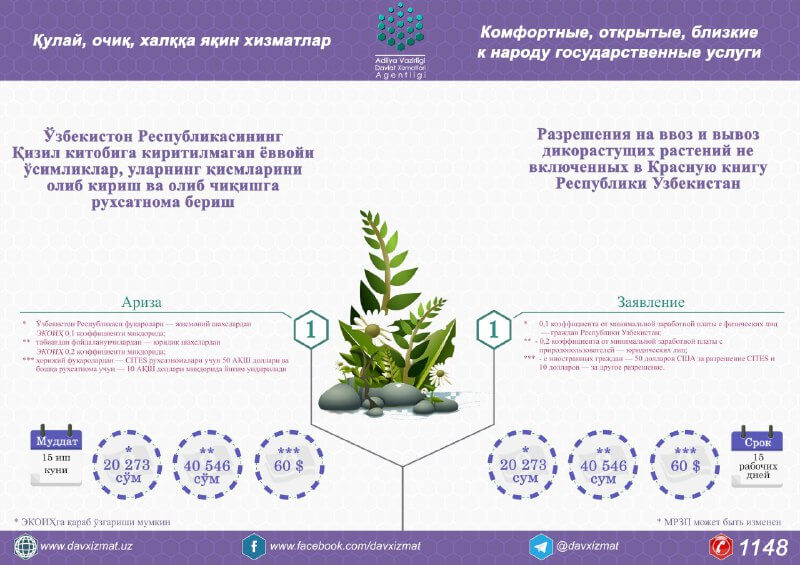 Қулай, очиқ, халққа яқин хизматлар
Adliya Vazirligi
Davlat Xizmatlari
Agentligi
Комфортные, открытые, близкие
к народу государственные услуги
Ўзбекистон Республикасининг
Қизил китобига киритилмаган ёввойи
ўсимликлар, уларнинг қисмларини
олиб кириш ва олиб чиқишга
рухсатнома бериш
Разрешения на ввоз и вывоз
дикорастущих растений не
включенных в Красную книгу
Республики Узбекистан
Ариза
1
* Ўзбекистон Республикаси фуқаролари — жисмоний шахслардан
ЭКОИҲ 0,1 коэффициенти миқдорида;
** табиатдан фойдаланувчилардан — юридик шахслардан
ЭКОИҲ 0,2 коэффициенти миқдорида;
*** хорижий фуқаролардан — CITES рухсатномалари учун 50 АҚШ доллари ва
бошқа рухсатнома учун — 10 АҚШ доллари миқдорида йиғим ундирилади
1
Заявление
* 0,1 коэффициента от минимальной заработной платы с физических лиц
— граждан Республики Узбекистан;
** - 0,2 коэффициента от минимальной заработной платы с
природопользователей — юридических лиц;
*** - с иностранных граждан — 50 долларов США за разрешение CITES и
10 долларов — за другое разрешение.
Муддат
15 иш
куни
*
20 273
сўм
**
40 546
сўм
***
60 $
*
20 273
сум
**
40 546
сум
***
60 $
Срок
15
рабочих
дней
* ЭКОИҲга қараб ўзгариши мумкин
* МРЗП может быть изменен
www.davxizmat.uz
www.facebook.com/davxizmat
@davxizmat
1148